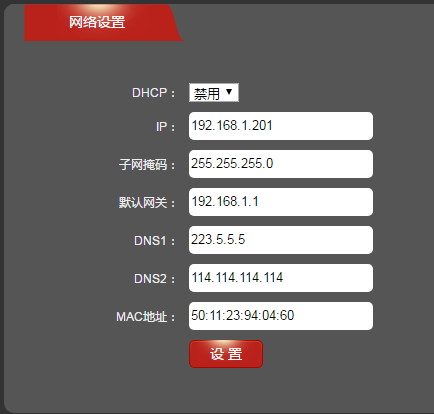 网络设置
DHCP： 禁用
IP： 192.168.1.201
子网掩码： 255.255.255.0
默认网关： 192.168.1.1
DNS1： 223.5.5.5
DNS2： 114.114.114.114
MAC地址： 50:11:23:94:04:60
设 置